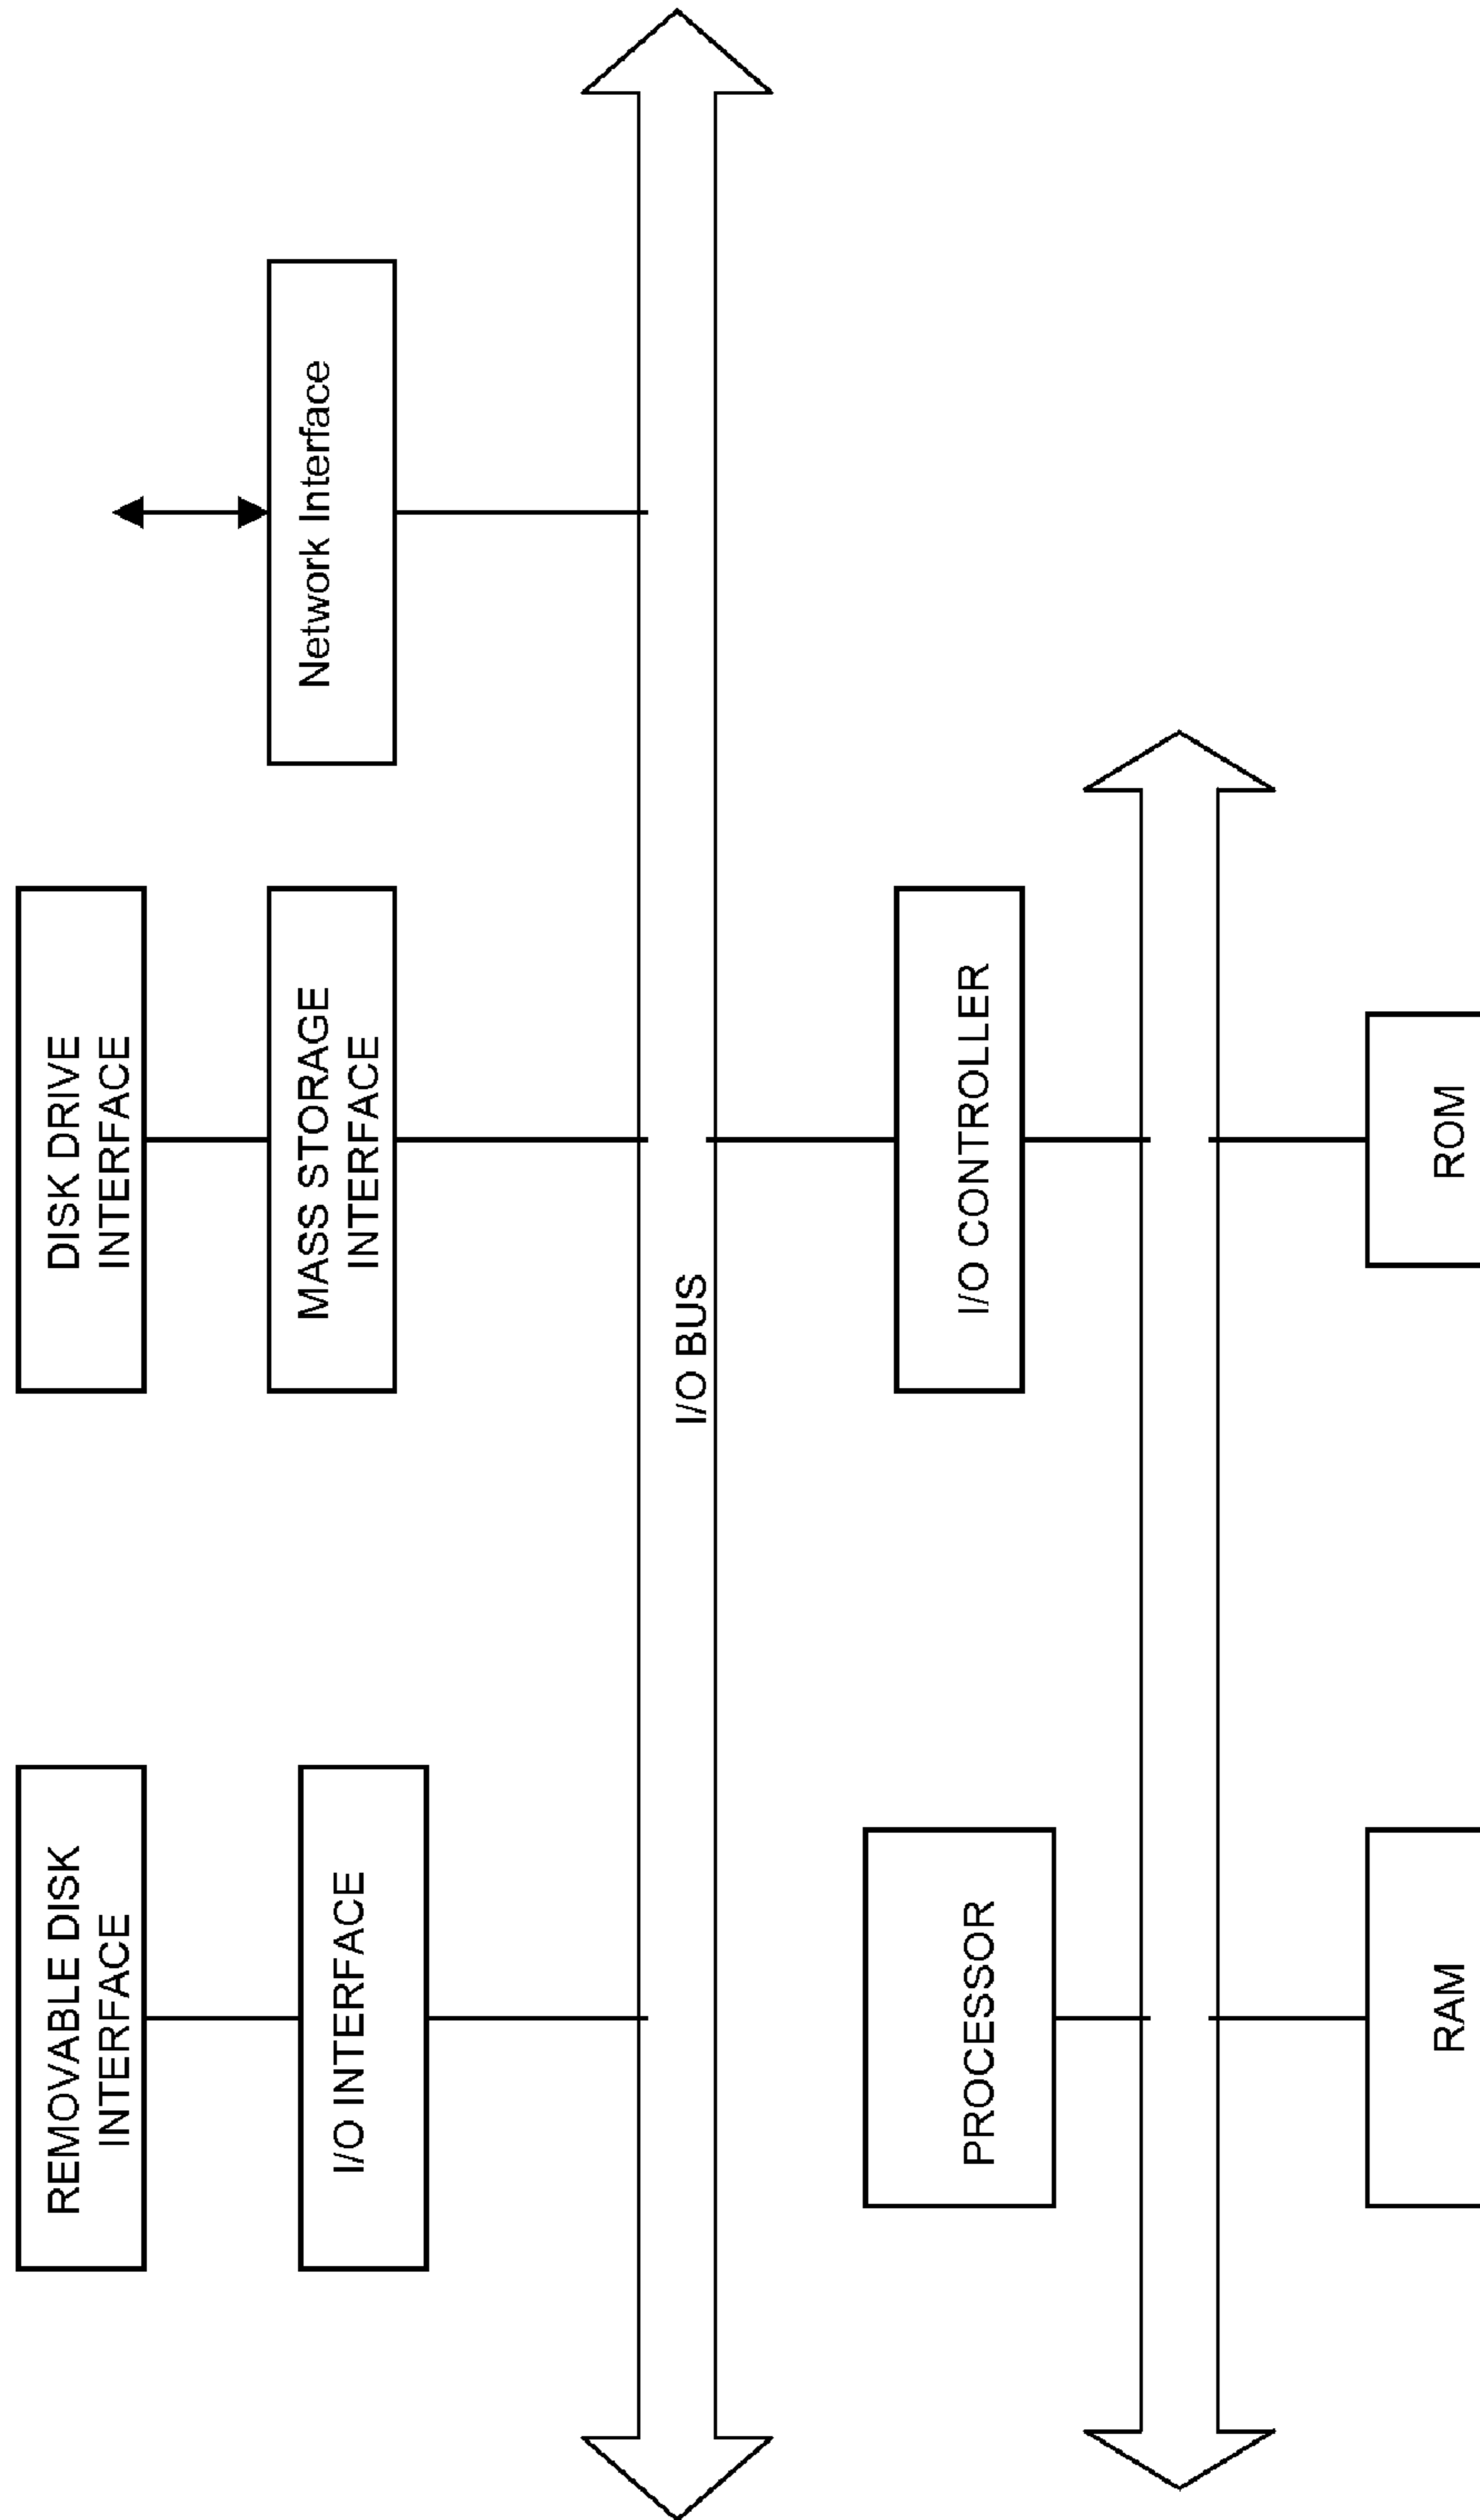 REMOVABLE DISK
INTERFACE
DISK DRIVE
INTERFACE
I/O INTERFACE
MASS STORAGE
INTERFACE
Network Interface
I/O BUS
PROCESSOR
I/O CONTROLLER
RAM
ROM